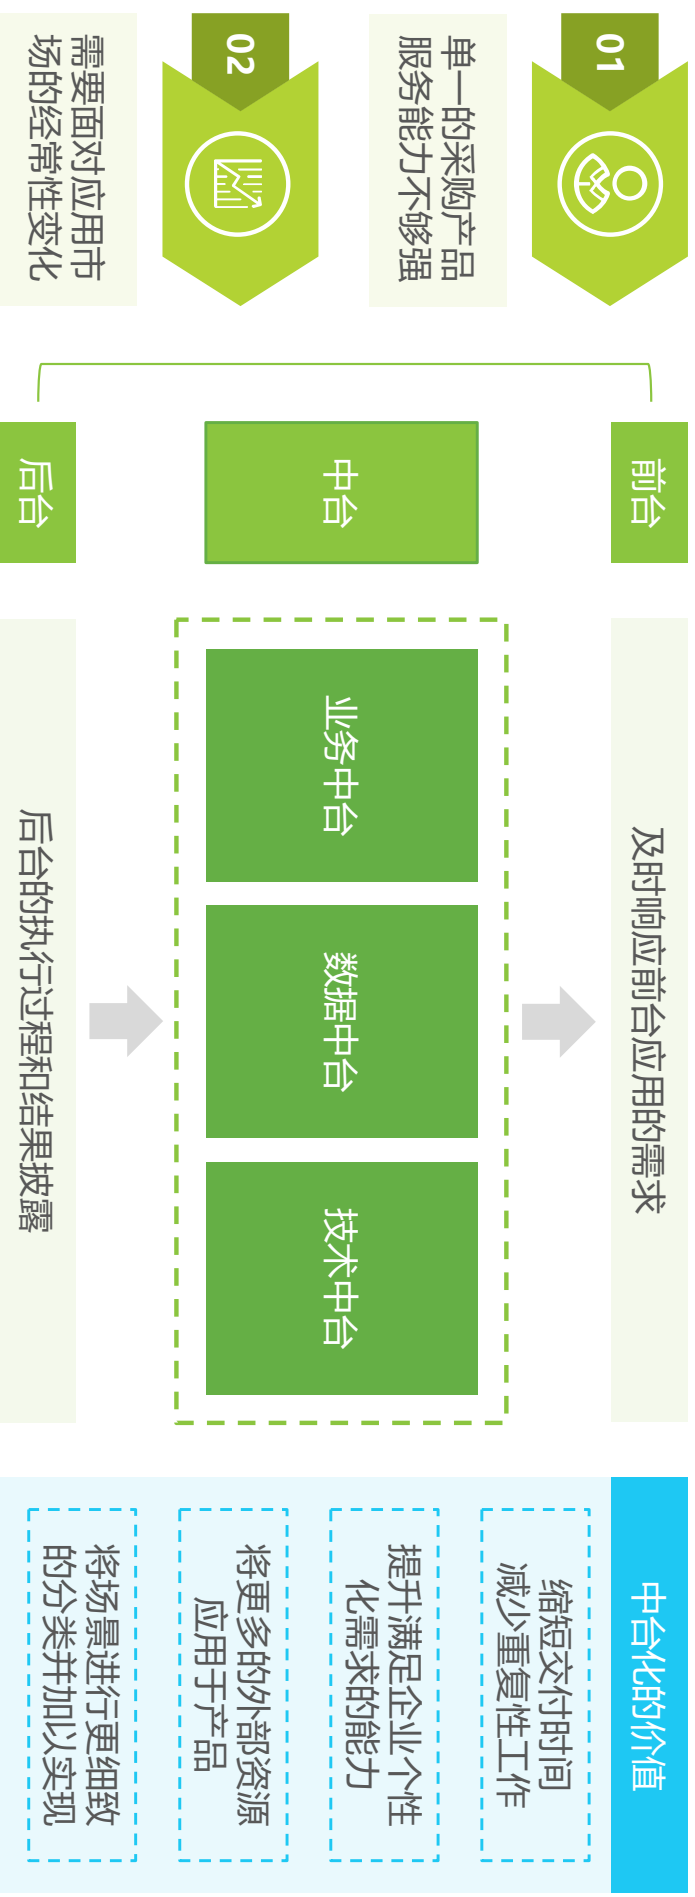 01
单一的采购产品
服务能力不够强
02
需要面对应用市
场的经常性变化
前台
及时响应前台应用的需求
中台
业务中台
数据中台
技术中台
后台
后台的执行过程和结果披露
中台化的价值
缩短交付时间
减少重复性工作
提升满足企业个性
化需求的能力
将更多的外部资源
应用于产品
将场景进行更细致
的分类并加以实现